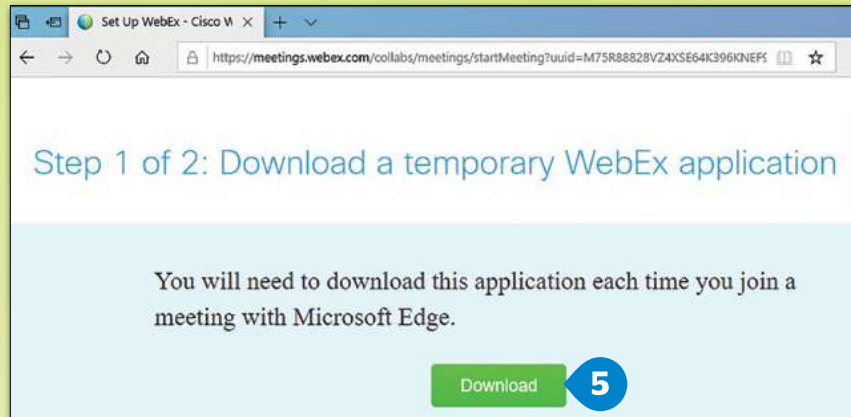 Set Up WebEx - Cisco W
https://meetings.webex.com/collabs/meetings/startMeeting?uuid=M75R88828VZ4XSE64K396KNEFS
Step 1 of 2: Download a temporary WebEx application
You will need to download this application each time you join a
meeting with Microsoft Edge.
Download 5